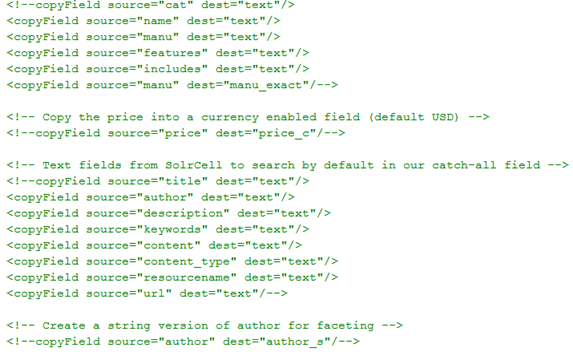 <!--copyField source="cat" dest="text"/>
<copyField source="name" dest="text"/>
<copyField source="manu" dest="text"/>
<copyField source="features" dest="text"/>
<copyField source="includes" dest="text"/>
<copyField source="manu" dest="manu_exact"/-->
<!-- Copy the price into a currency enabled field (default USD) -->
<!--copyField source="price" dest="price_c"/-->
<!-- Text fields from SolrCell to search by default in our catch-all field -->
<!--copyField source="title" dest="text"/>
<copyField source="author" dest="text"/>
<copyField source="description" dest="text"/>
<copyField source="keywords" dest="text"/>
<copyField source="content" dest="text"/>
<copyField source="content_type" dest="text"/>
<copyField source="resourcename" dest="text"/>
<copyField source="url" dest="text"/-->
<!-- Create a string version of author for faceting -->
<!--copyField source="author" dest="author_s"/-->